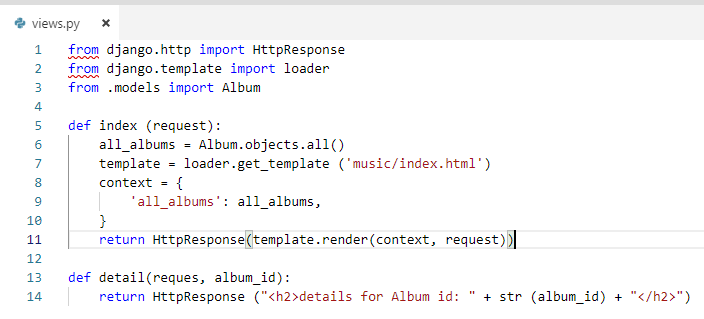 views.py ×
1 from django.http import HttpResponse
2 from django.template import loader
3 from .models import Album
4
5 def index (request):
6     all_albums = Album.objects.all()
7     template = loader.get_template ('music/index.html')
8     context = {
9         'all_albums': all_albums,
10     }
11     return HttpResponse(template.render(context, request))
12
13 def detail(reques, album_id):
14     return HttpResponse ("<h2>details for Album id: " + str (album_id) + "</h2>")